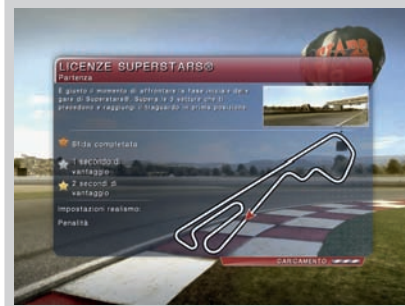 LICENZE SUPERSTARS®
Partenza
È giunto il momento di affrontare la fase iniziale delle
gare di Superstars®. Supera le 3 vetture che ti
precedono e raggiungi il traguardo in prima posizione.
Sfida completata
1 secondo di
vantaggio
2 secondi di
vantaggio
Impostazioni realismo:
Penalità
CARICAMENTO